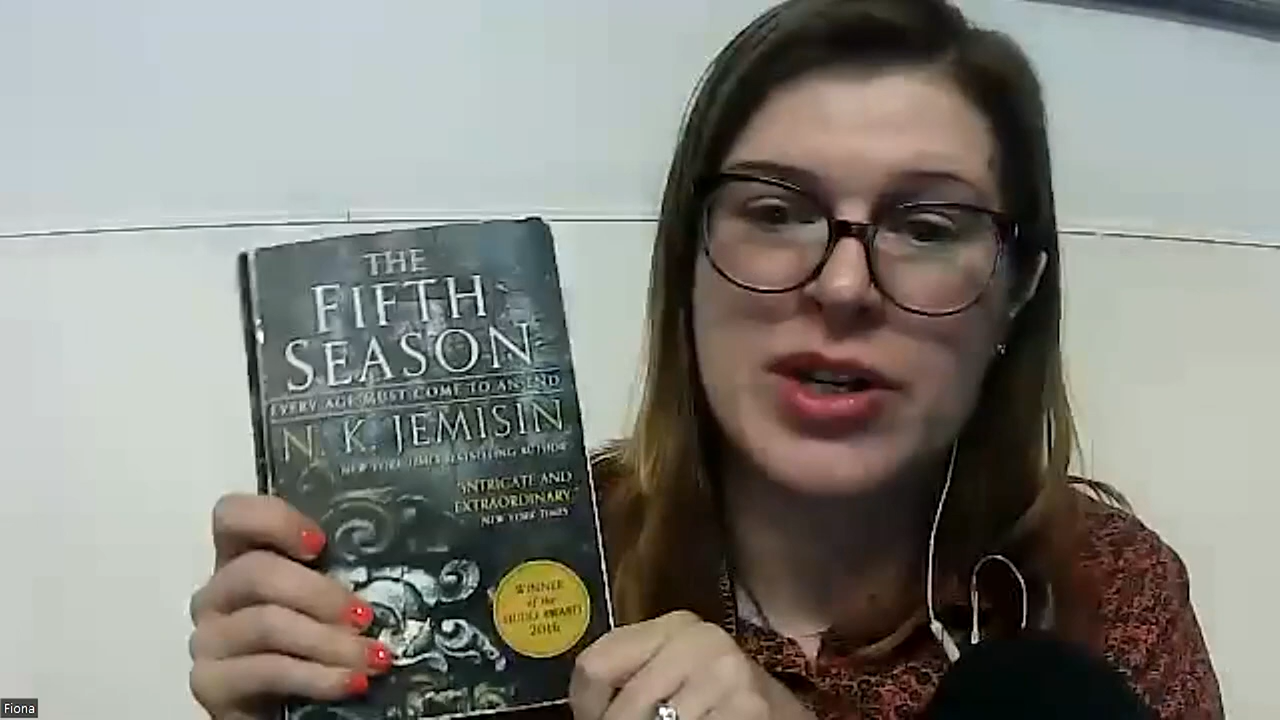 THE
FIFTH
SEASON
EVERY AGE MUST COME TO AN END
N. K. JEMISIN
NEW YORK TIMES BESTSELLING AUTHOR
"INTRICATE AND
EXTRAORDINARY"
NEW YORK TIMES
WINNER
of the
HUGO AWARD
2016
Fiona